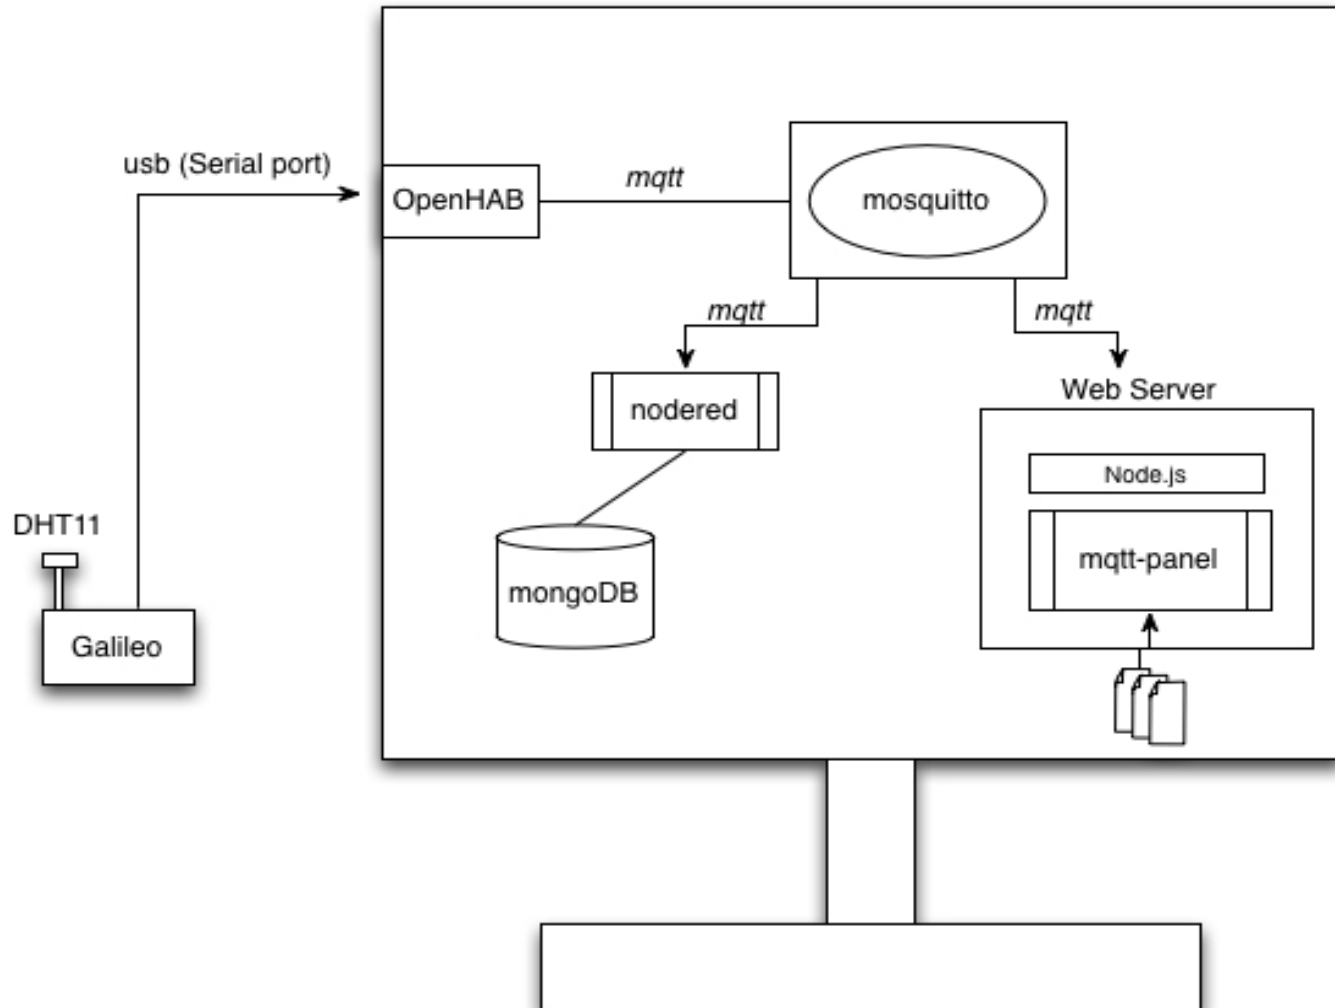 usb (Serial port)
OpenHAB
mqtt
mosquitto
mqtt
mqtt
Web Server
nodered
Node.js
mqtt-panel
mongoDB
DHT11
Galileo